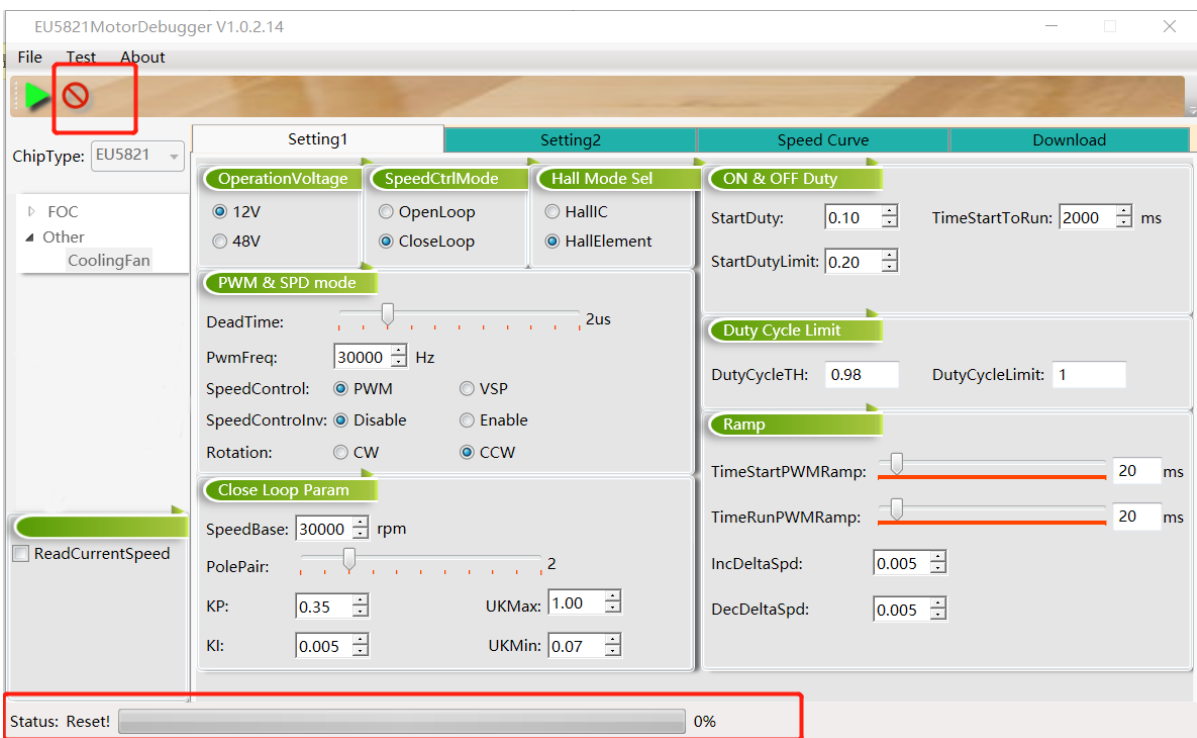 EU5821MotorDebugger V1.0.2.14
File Test About
ChipType: EU5821
FOC
Other
CoolingFan
ReadCurrentSpeed
Setting1 Setting2 Speed Curve Download
OperationVoltage
12V
48V
SpeedCtrlMode
OpenLoop
CloseLoop
Hall Mode Sel
HallIC
HallElement
PWM & SPD mode
DeadTime: 2us
PwmFreq: 30000 Hz
SpeedControl: PWM VSP
SpeedControInv: Disable Enable
Rotation: CW CCW
Close Loop Param
SpeedBase: 30000 rpm
PolePair: 2
KP: 0.35 UKMax: 1.00
KI: 0.005 UKMin: 0.07
ON & OFF Duty
StartDuty: 0.10 TimeStartToRun: 2000 ms
StartDutyLimit: 0.20
Duty Cycle Limit
DutyCycleTH: 0.98 DutyCycleLimit: 1
Ramp
TimeStartPWMRamp: 20 ms
TimeRunPWMRamp: 20 ms
IncDeltaSpd: 0.005
DecDeltaSpd: 0.005
Status: Reset! 0%